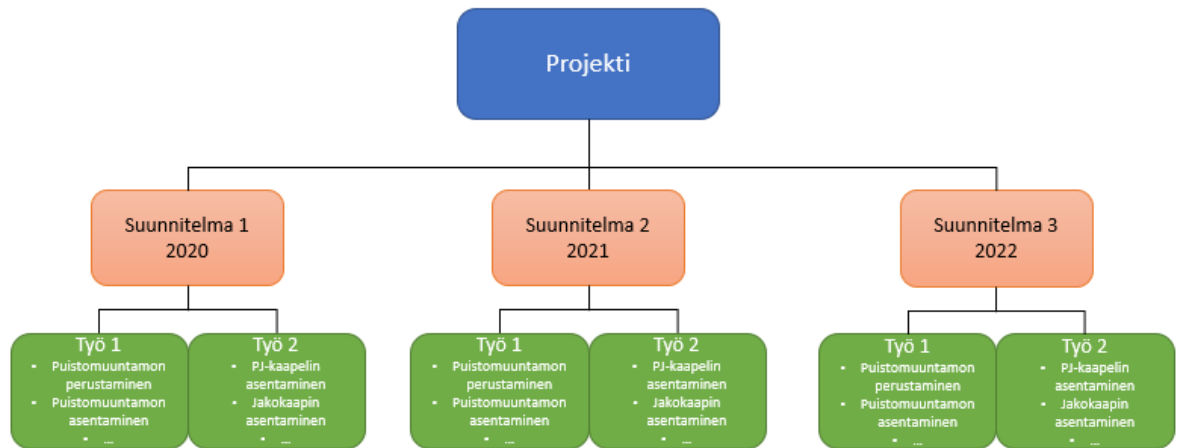 Projekti
Suunnitelma 1
2020
Suunnitelma 2
2021
Suunnitelma 3
2022
Työ 1
▪ Puistomuuntamon
perustaminen
▪ Puistomuuntamon
asentaminen
▪ ...
Työ 2
▪ PJ-kaapelin
asentaminen
▪ Jakokaapin
asentaminen
▪ ...
Työ 1
▪ Puistomuuntamon
perustaminen
▪ Puistomuuntamon
asentaminen
▪ ...
Työ 2
▪ PJ-kaapelin
asentaminen
▪ Jakokaapin
asentaminen
▪ ...
Työ 1
▪ Puistomuuntamon
perustaminen
▪ Puistomuuntamon
asentaminen
▪ ...
Työ 2
▪ PJ-kaapelin
asentaminen
▪ Jakokaapin
asentaminen
▪ ...